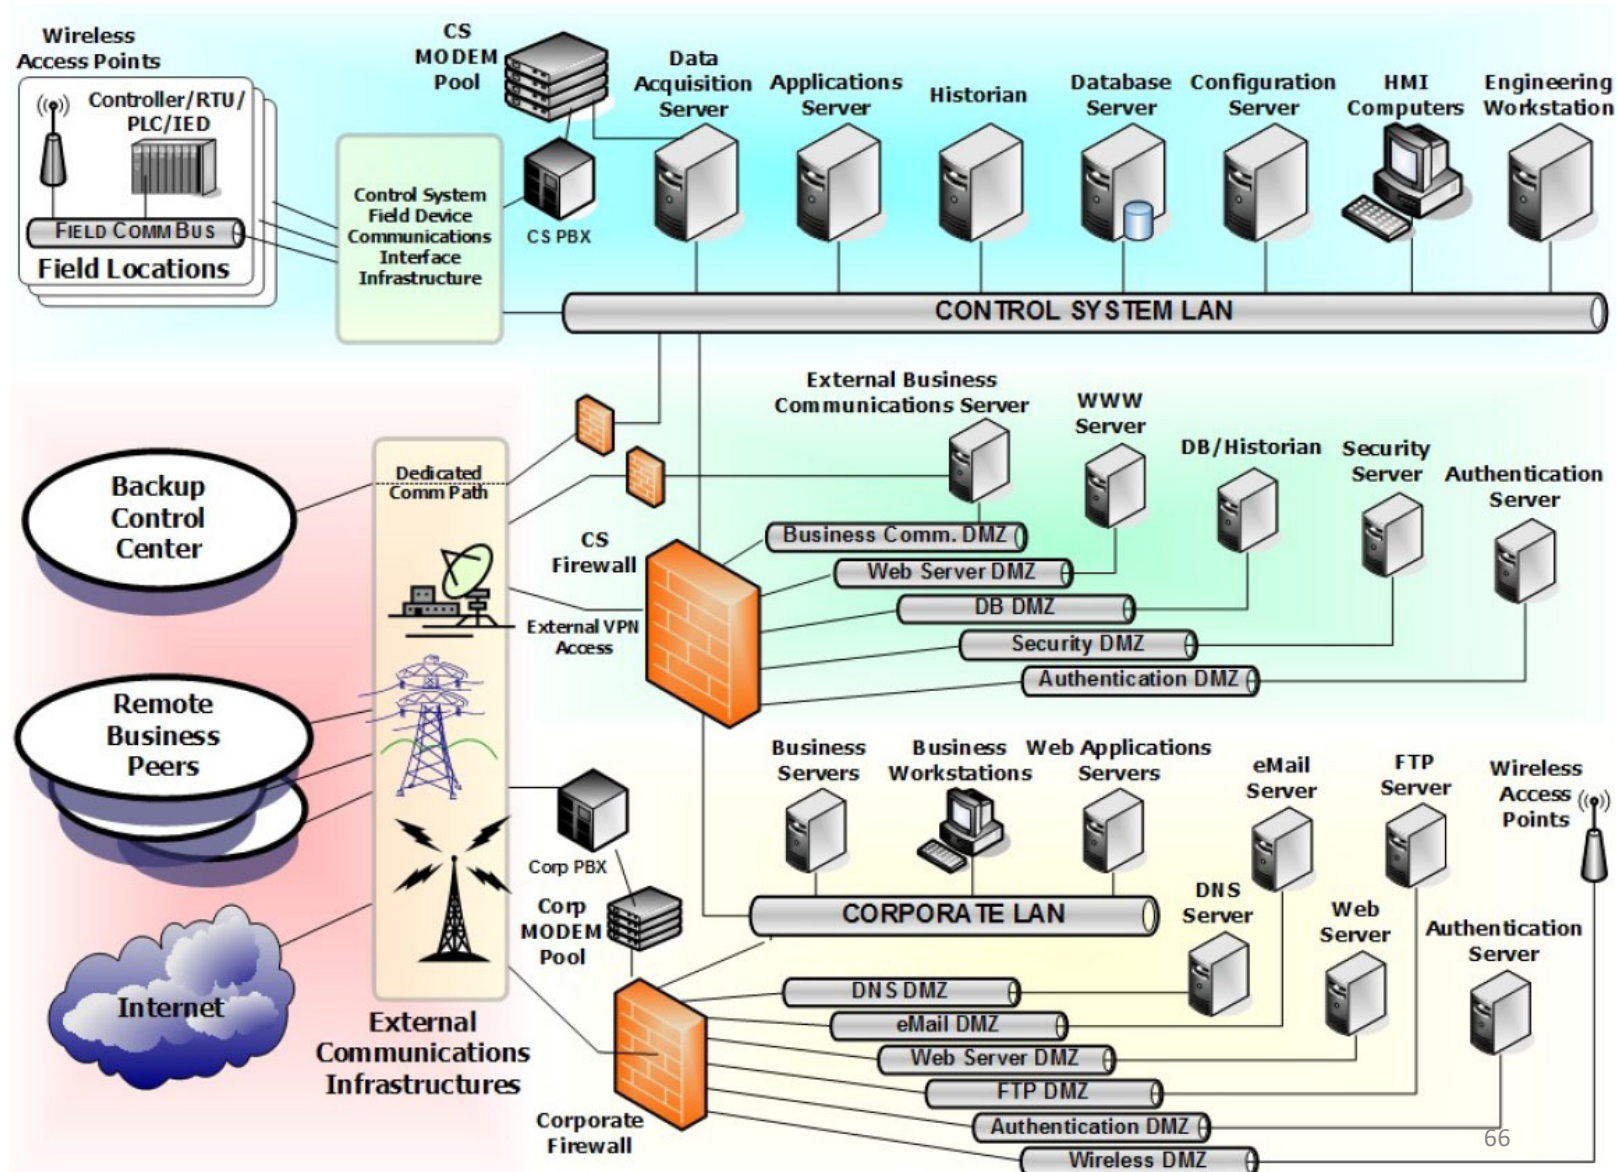 Wireless
Access Points
Controller/RTU/
PLC/IED
FIELD COMM BUS
Field Locations
Control System
Field Device
Communications
Interface
Infrastructure
CS
MODEM
Pool
CS PBX
Data
Acquisition
Server
Applications
Server
Historian
Database
Server
Configuration
Server
HMI
Computers
Engineering
Workstation
CONTROL SYSTEM LAN
External Business
Communications Server
WWW
Server
DB/Historian
Security
Server
Authentication
Server
Backup
Control
Center
Dedicated
Comm Path
CS
Firewall
External VPN
Access
Business Comm. DMZ
Web Server DMZ
DB DMZ
Security DMZ
Authentication DMZ
Remote
Business
Peers
Internet
External
Communications
Infrastructures
Corp PBX
Corp
MODEM
Pool
Business
Servers
Business
Workstations
Web Applications
Servers
eMail
Server
FTP
Server
Wireless
Access
Points
CORPORATE LAN
DNS
Server
Web
Server
Authentication
Server
DNS DMZ
eMail DMZ
Web Server DMZ
FTP DMZ
Authentication DMZ
Wireless DMZ
Corporate
Firewall
66